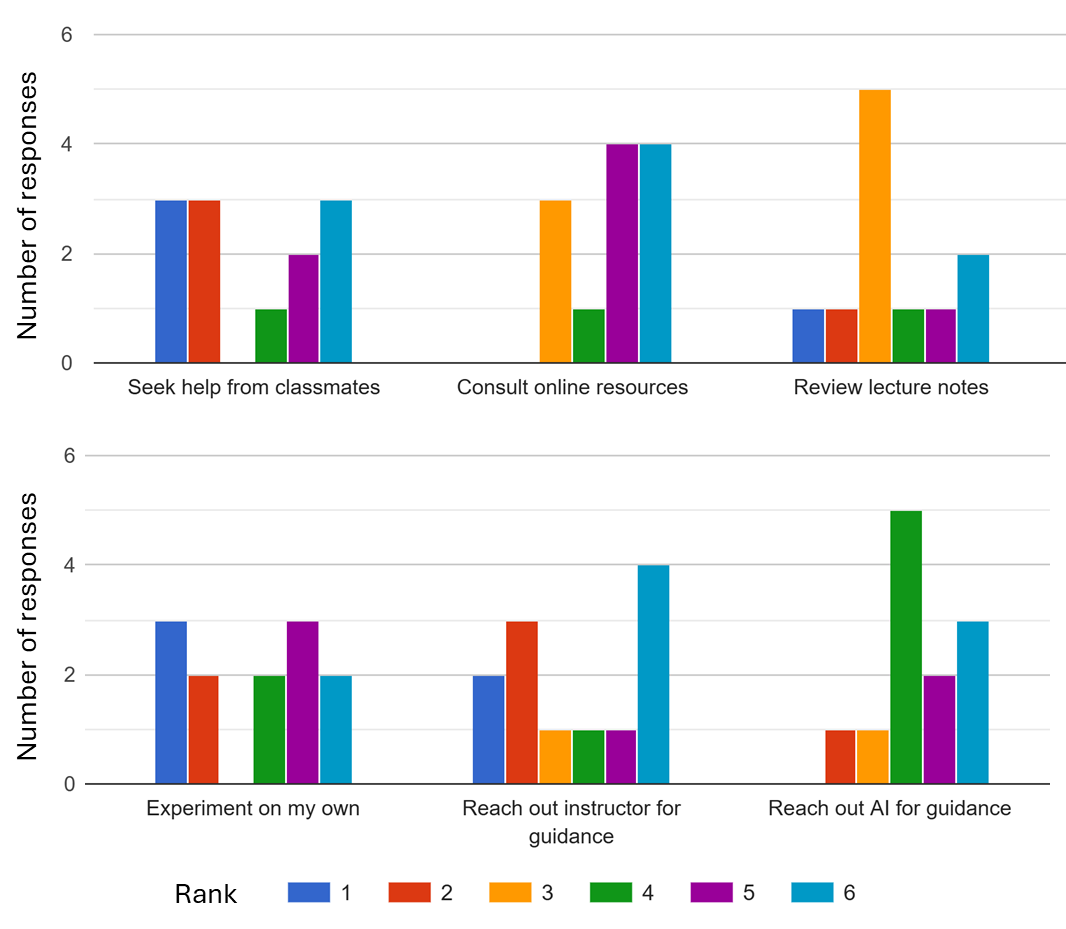 6
4
2
0
Number of responses
Seek help from classmates
Consult online resources
Review lecture notes
6
4
2
0
Number of responses
Experiment on my own
Reach out instructor for
guidance
Reach out AI for guidance
Rank 1 2 3 4 5 6